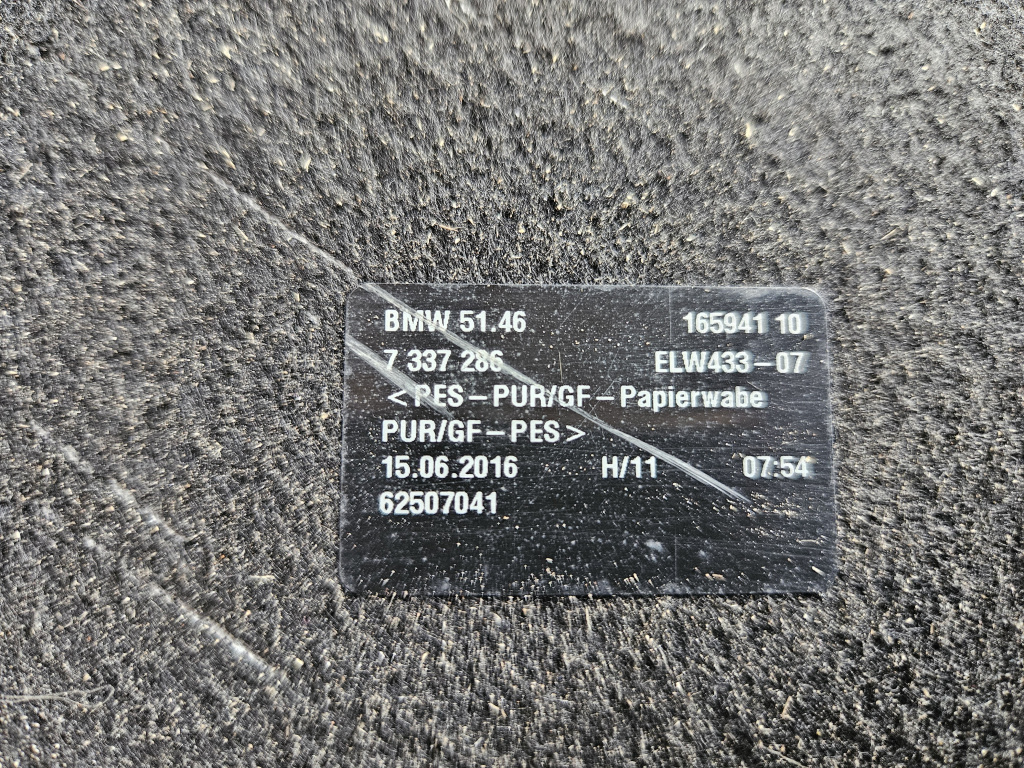 BMW 51.46 165941 10
7 337 286 ELW433-07
<PES-PUR/GF-Papierwabe
PUR/GF-PES>
15.06.2016 H/11 07:54
62507041